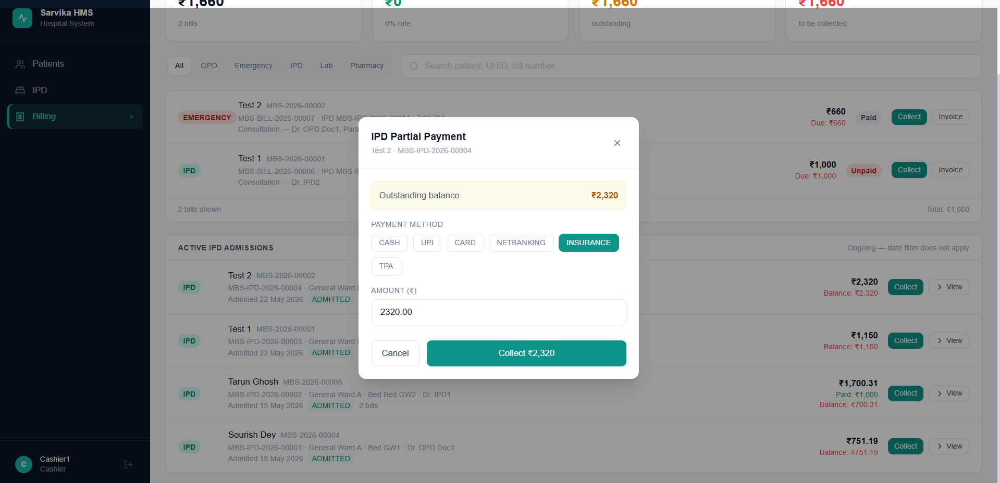 Sarvika HMS
Hospital System
Patients
IPD
Billing
Cashier1
Cashier
C
₹1,660
2 bills
₹0
0% rate
₹1,660
outstanding
₹1,660
to be collected
All OPD Emergency IPD Lab Pharmacy
Search patient, UHID, bill number...
EMERGENCY
Test 2 MBS-2026-00002
MBS-BILL-2026-00007 · IPD
Consultation — Dr. OPD Doc1,
₹660
Due: ₹660
Paid
Collect
Invoice
IPD
Test 1 MBS-2026-00001
MBS-BILL-2026-00006 · IPD
Consultation — Dr. IPD2
₹1,000
Due: ₹1,000
Unpaid
Collect
Invoice
2 bills shown
Total: ₹1,660
IPD Partial Payment
Test 2 · MBS-IPD-2026-00004
Outstanding balance ₹2,320
PAYMENT METHOD
CASH UPI CARD NETBANKING INSURANCE
TPA
AMOUNT (₹)
2320.00
Cancel
Collect ₹2,320
ACTIVE IPD ADMISSIONS
Ongoing — date filter does not apply
IPD
Test 2 MBS-2026-00002
MBS-IPD-2026-00004 · General Ward
Admitted 22 May 2026 ADMITTED
₹2,320
Balance: ₹2,320
Collect
View
IPD
Test 1 MBS-2026-00001
MBS-IPD-2026-00003 · General Ward
Admitted 22 May 2026 ADMITTED
₹1,150
Balance: ₹1,150
Collect
View
IPD
Tarun Ghosh MBS-2026-00005
MBS-IPD-2026-00002 · General Ward A · Bed Bed GW2 · Dr. IPD1
Admitted 15 May 2026 ADMITTED 2 bills
₹1,700.31
Paid: ₹1,000
Balance: ₹700.31
Collect
View
IPD
Sourish Dey MBS-2026-00004
MBS-IPD-2026-00001 · General Ward A · Bed GW1 · Dr. OPD Doc1
Admitted 15 May 2026 ADMITTED
₹751.19
Balance: ₹751.19
Collect
View